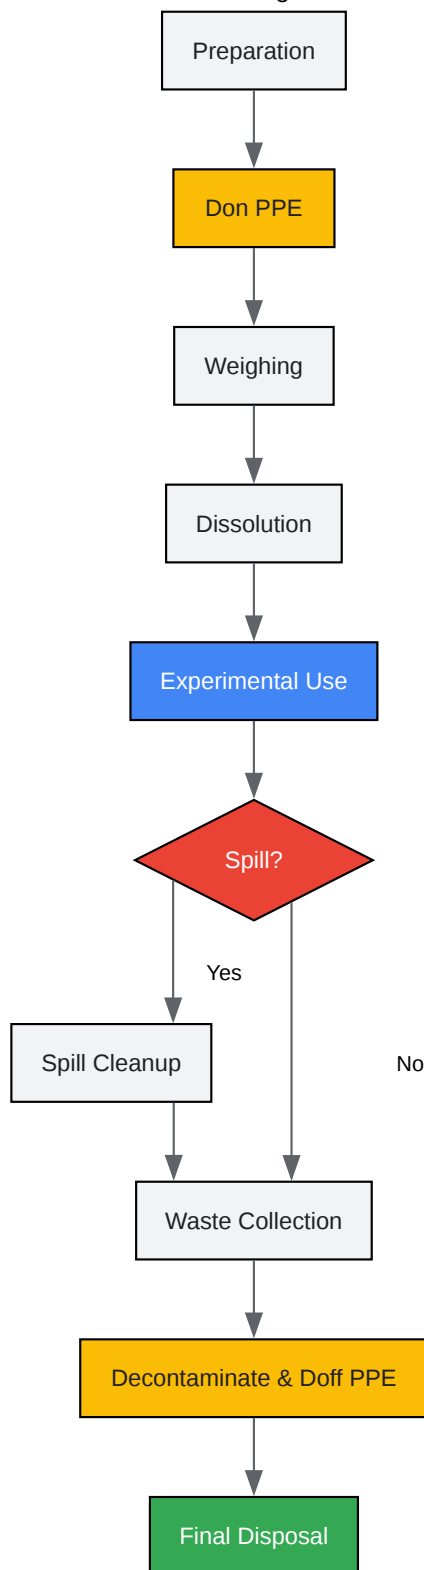 Preparation
Don PPE
Weighing
Dissolution
Experimental Use
Spill?
Yes
Spill Cleanup
No
Waste Collection
Decontaminate & Doff PPE
Final Disposal